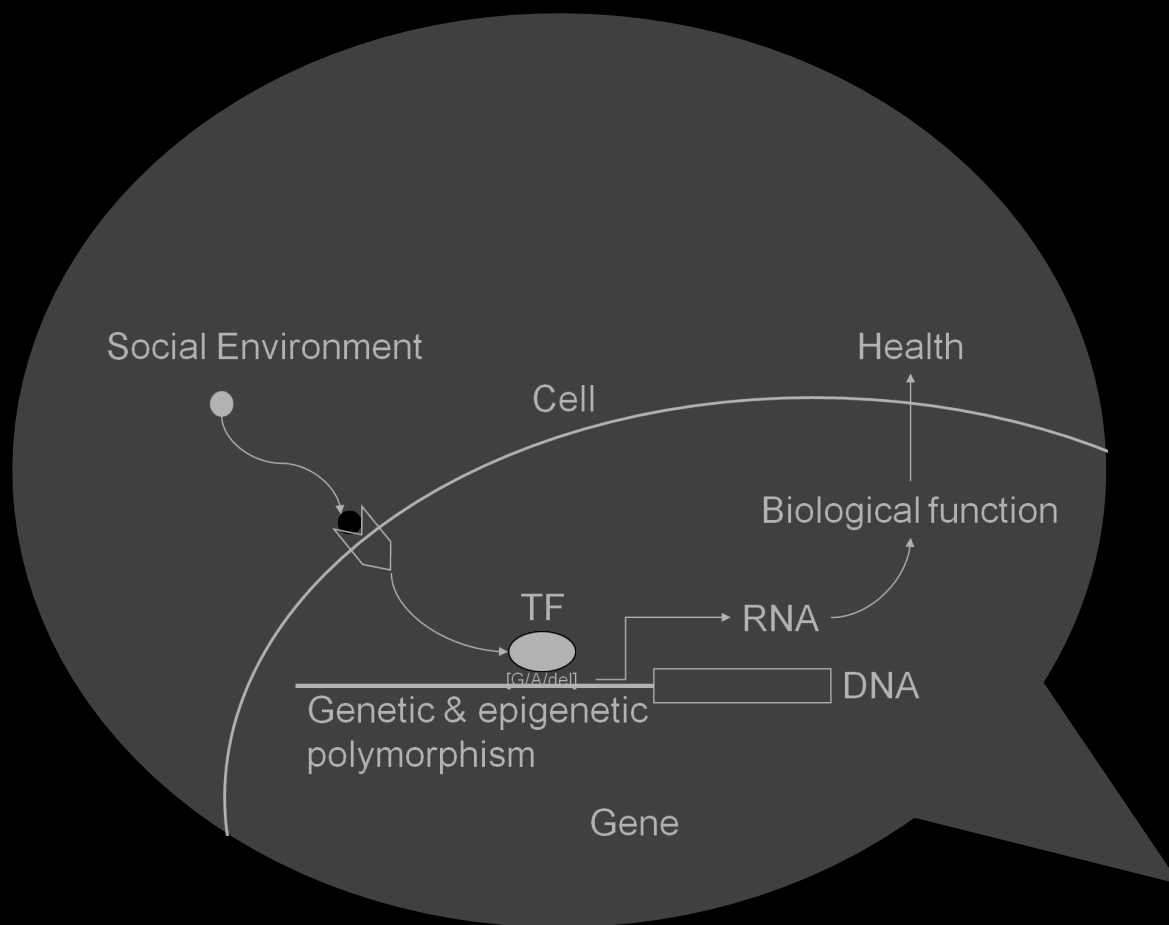 Social Environment
Health
Cell
Biological function
TF
RNA
[G/A/del]
DNA
Genetic & epigenetic
polymorphism
Gene